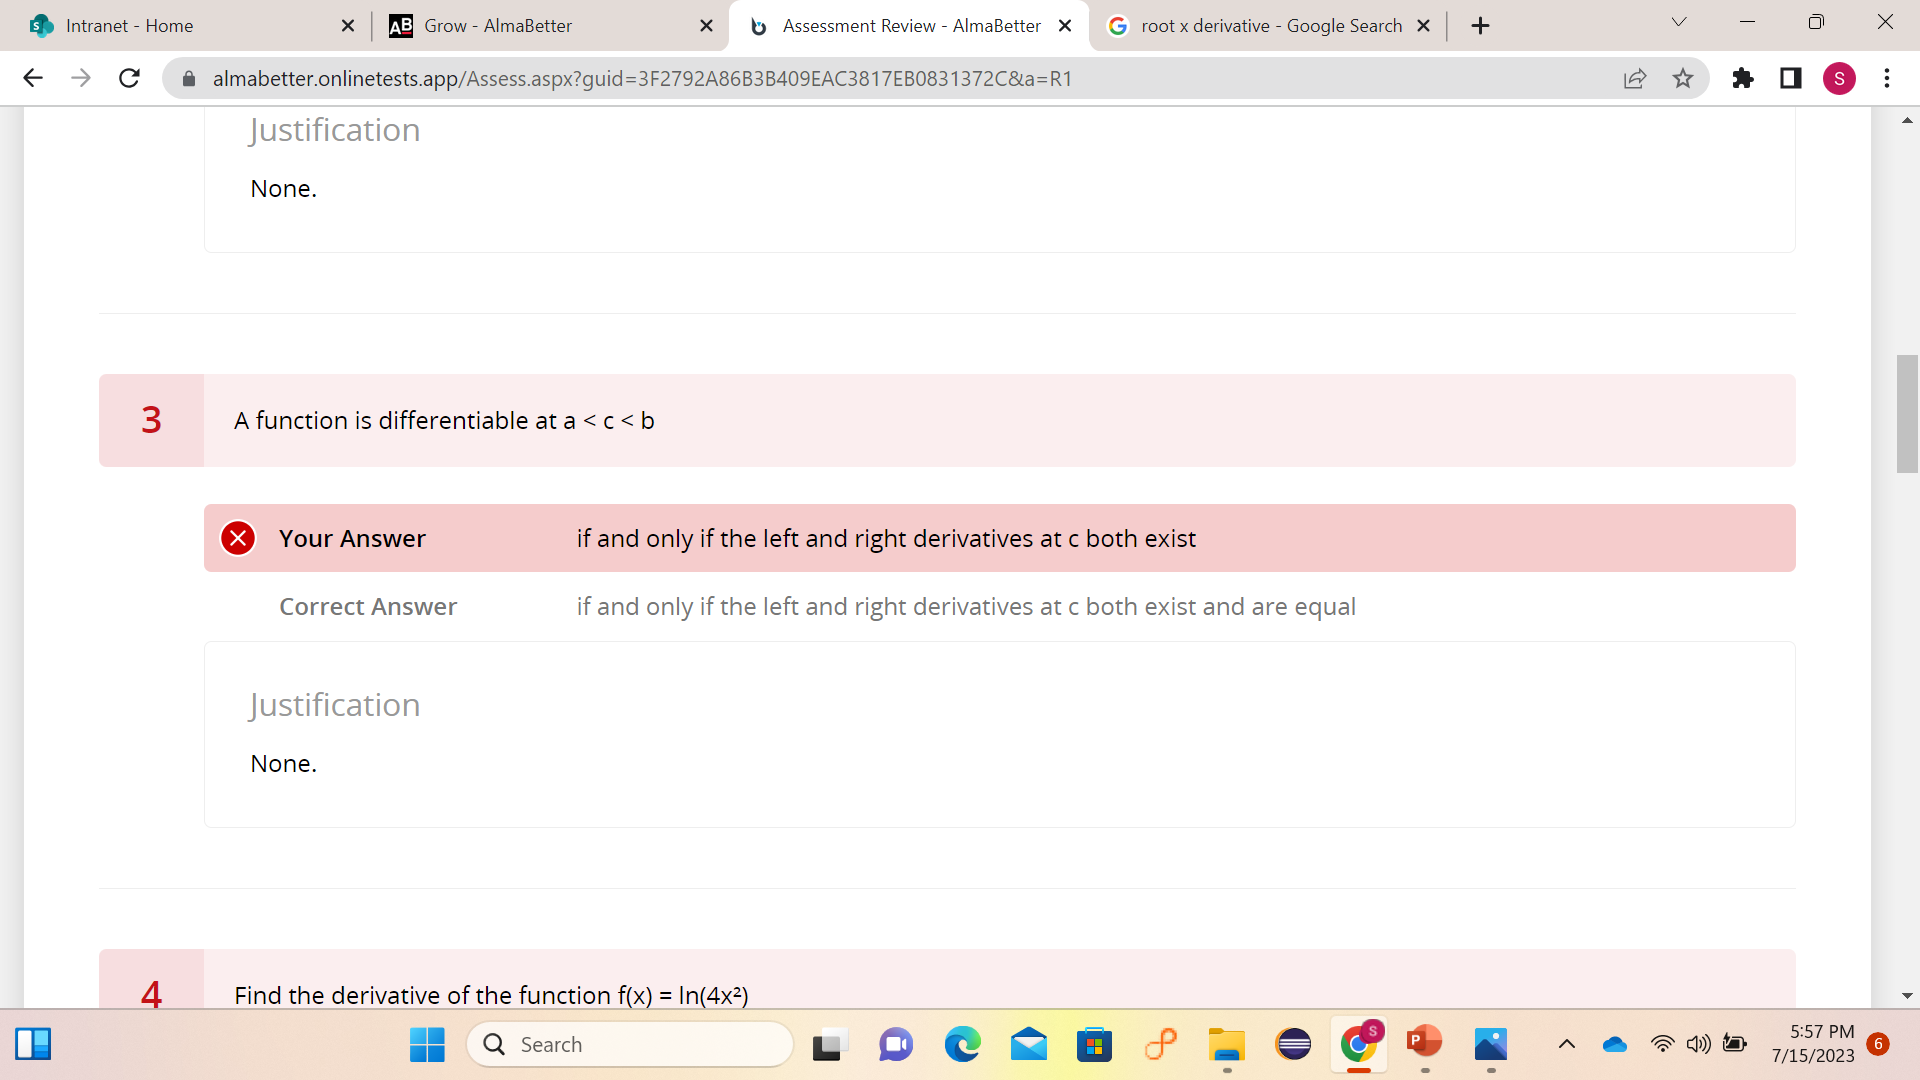 Intranet - Home
Grow - AlmaBetter
Assessment Review - AlmaBetter
root x derivative - Google Search
almabetter.onlinetests.app/Assess.aspx?guid=3F2792A86B3B409EAC3817EB0831372C&a=R1
S
Justification
None.
3
A function is differentiable at a < c < b
Your Answer
if and only if the left and right derivatives at c both exist
Correct Answer
if and only if the left and right derivatives at c both exist and are equal
Justification
None.
4
Find the derivative of the function f(x) = ln(4x²)
Search
5:57 PM
7/15/2023
6